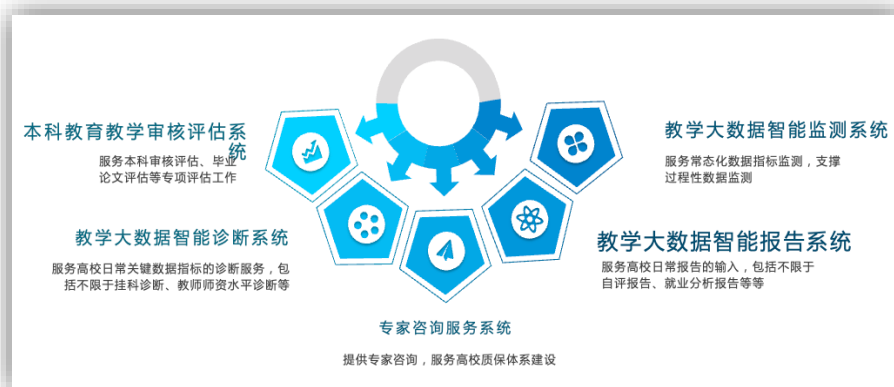 本科教育教学审核评估系
统
服务本科审核评估、毕业
论文评估等专项评估工作
教学大数据智能诊断系统
服务高校日常关键数据指标的诊断服务，包
括不限于挂科诊断、教师师资水平诊断等
专家咨询服务系统
提供专家咨询，服务高校质保体系建设
教学大数据智能监测系统
服务常态化数据指标监测，支撑
过程性数据监测
教学大数据智能报告系统
服务高校日常报告的输入，包括不限于
自评报告、就业分析报告等等